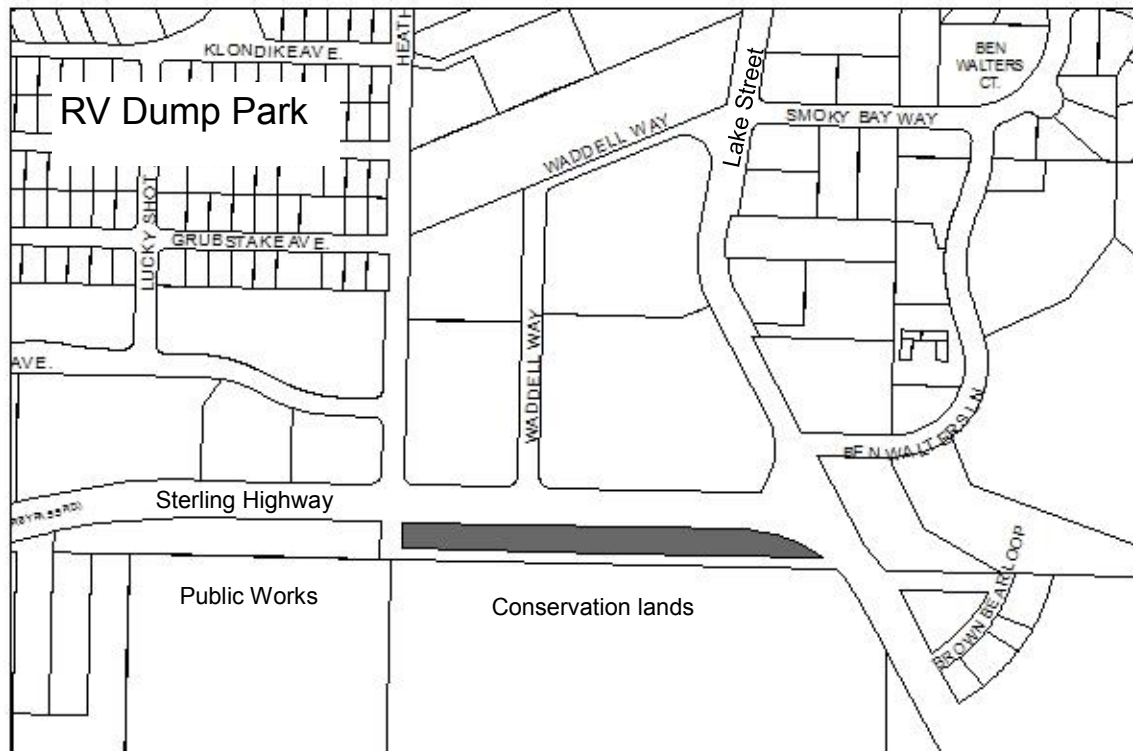 KLONDIKE AVE.
HEATH
Lake Street
BEN
WALTERS
CT.
RV Dump Park
SMOKY BAY WAY
WADDELL WAY
LUCKY SHOT
GRUBSTAKE AVE.
AVE.
WADDELL WAY
BEN WALTERS LN
Sterling Highway
BROWN BEAR LOOP
Public Works
Conservation lands